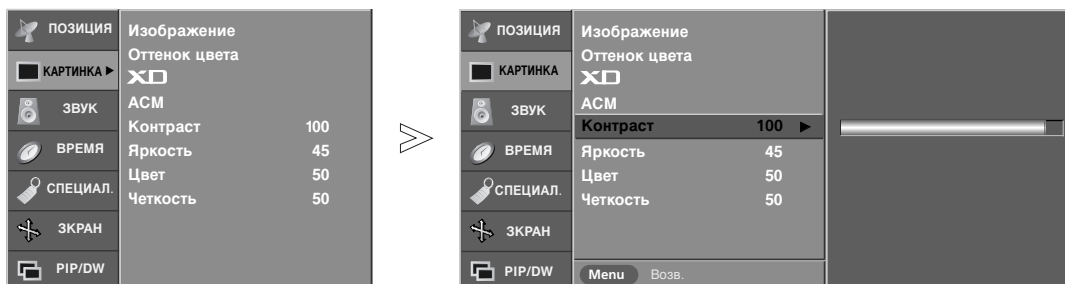 ПОЗИЦИЯ
КАРТИНКА
ЗВУК
ВРЕМЯ
СПЕЦИАЛ.
ЗКРАН
PIP/DW
Изображение
Оттенок цвета
XD
ACM
Контраст 100
Яркость 45
Цвет 50
Четкость 50
ПОЗИЦИЯ
КАРТИНКА
ЗВУК
ВРЕМЯ
СПЕЦИАЛ.
ЗКРАН
PIP/DW
Изображение
Оттенок цвета
XD
ACM
Контраст 100
Яркость 45
Цвет 50
Четкость 50
Menu Возв.